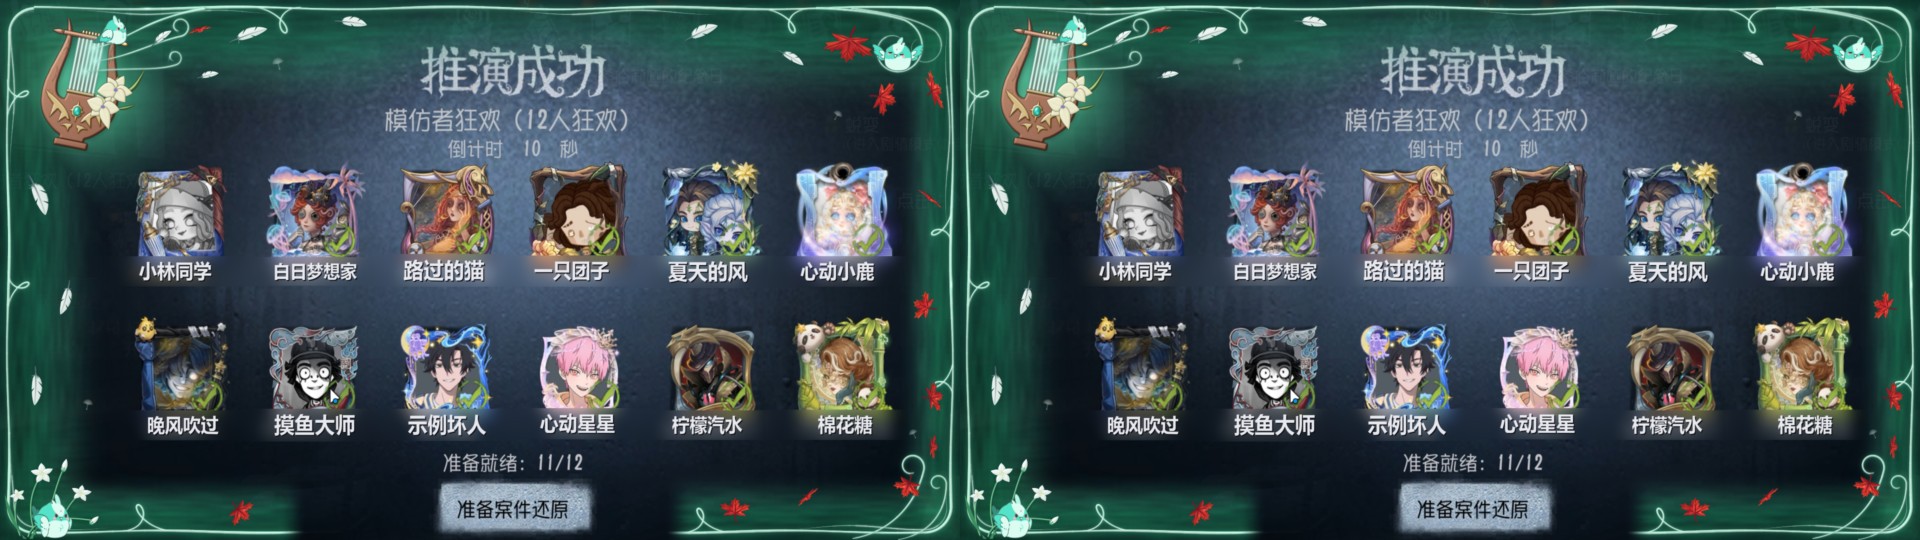 推演成功
模仿者狂欢（12人狂欢）
倒计时 10 秒
小林同学 白日梦想家 路过的猫 一只团子 夏天的风 心动小鹿
晚风吹过 摸鱼大师 示例坏人 心动星星 柠檬汽水 棉花糖
准备就绪：11/12
准备案件还原
推演成功
模仿者狂欢（12人狂欢）
倒计时 10 秒
小林同学 白日梦想家 路过的猫 一只团子 夏天的风 心动小鹿
晚风吹过 摸鱼大师 示例坏人 心动星星 柠檬汽水 棉花糖
准备就绪：11/12
准备案件还原